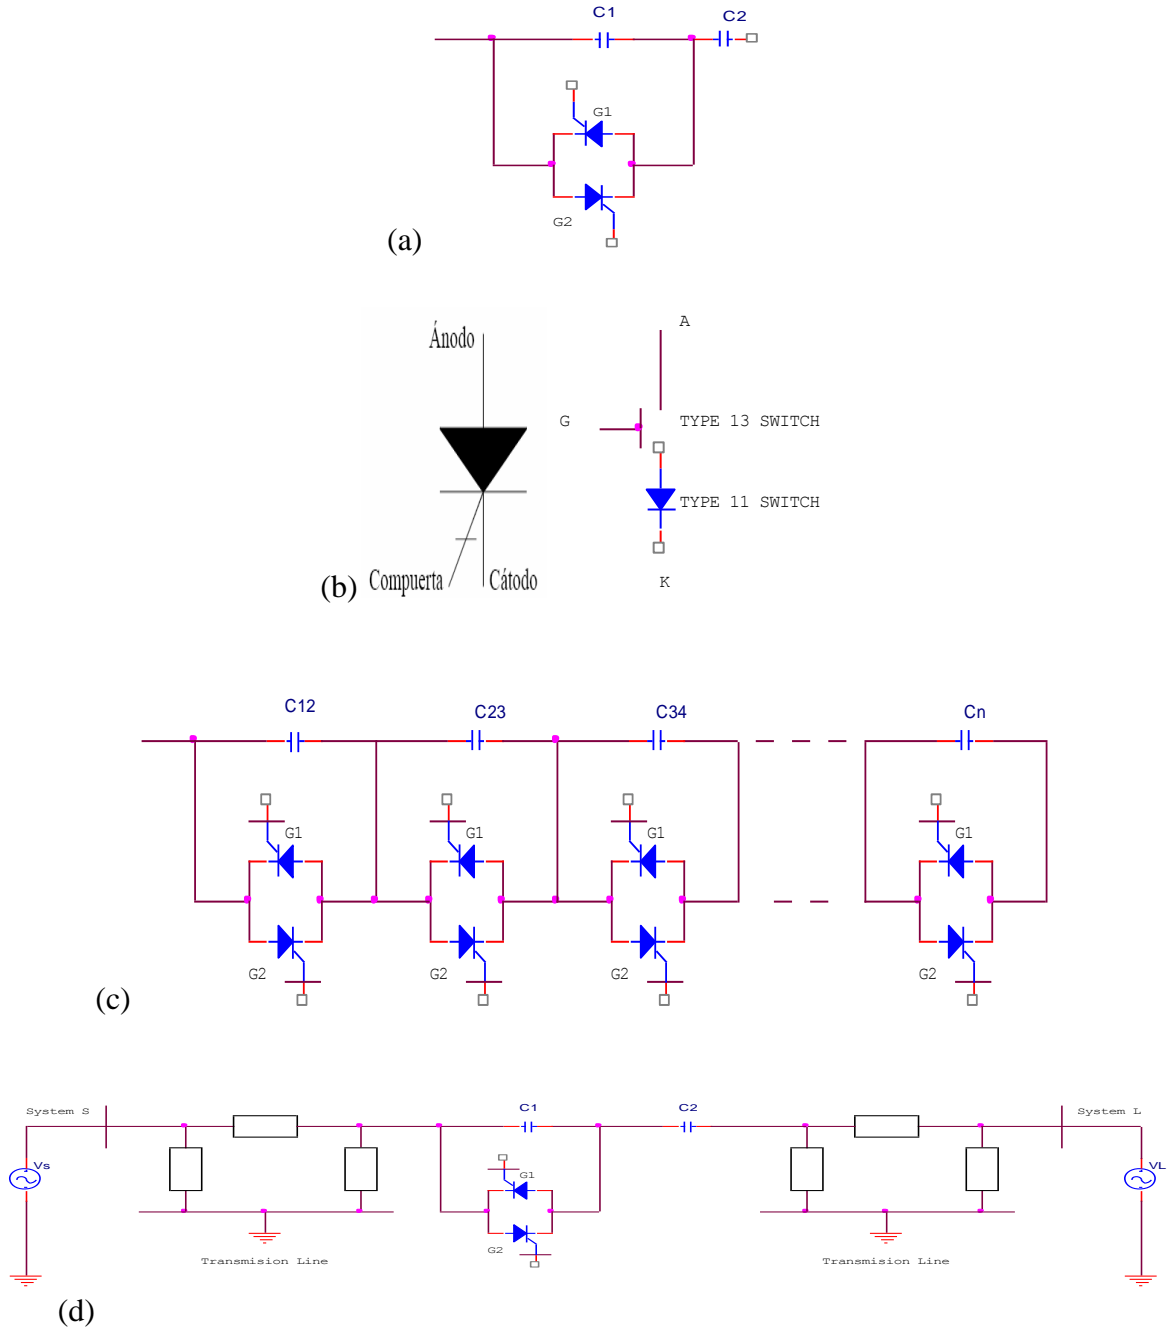 C1 C2
G1
G2
(a)
Ánodo
A
G
TYPE 13 SWITCH
TYPE 11 SWITCH
(b)
Compuerta
Cátodo
K
C12 C23 C34 Cn
G1 G1 G1 G1
G2 G2 G2 G2
(c)
System S
C1 C2
System L
Vs
G1
VL
G2
Transmision Line
Transmision Line
(d)